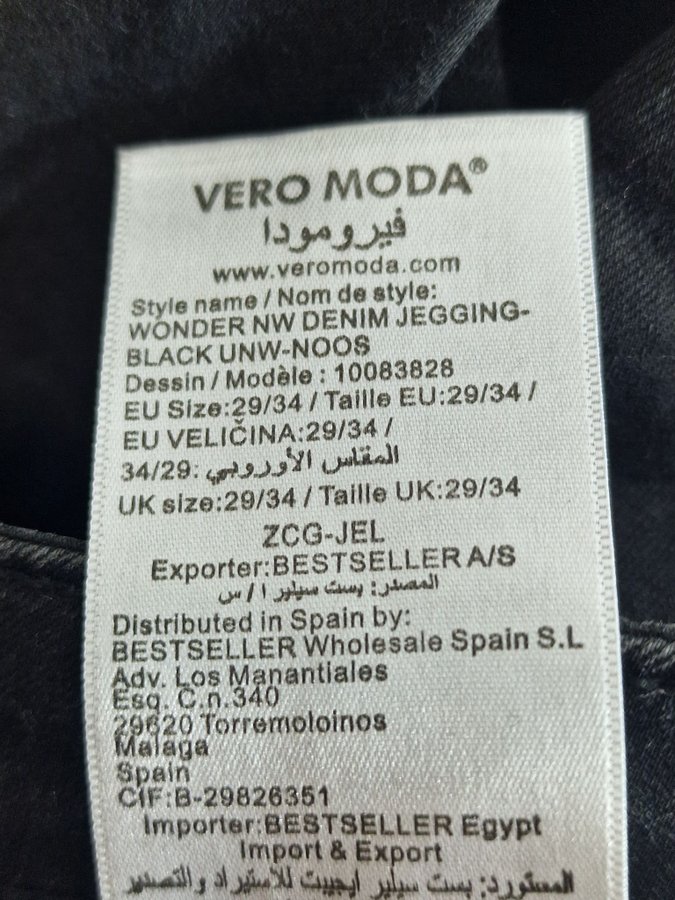 VERO MODA®
فيرومودا
www.veromoda.com
Style name / Nom de style:
WONDER NW DENIM JEGGING-
BLACK UNW-NOOS
Dessin / Modèle : 10083828
EU Size:29/34 / Taille EU:29/34 /
EU VELIČINA:29/34 /
المقاس الأوروبي: 34/29
UK size:29/34 / Taille UK:29/34
ZCG-JEL
Exporter:BESTSELLER A/S
المصدر: بست سيلير ا / س
Distributed in Spain by:
BESTSELLER Wholesale Spain S.L
Adv. Los Manantiales
Esq. C.n.340
29620 Torremoloinos
Malaga
Spain
CIF:B-29826351
Importer:BESTSELLER Egypt
Import & Export
المستورد: بست سيلير ايجيبت للاستيراد والتصدير